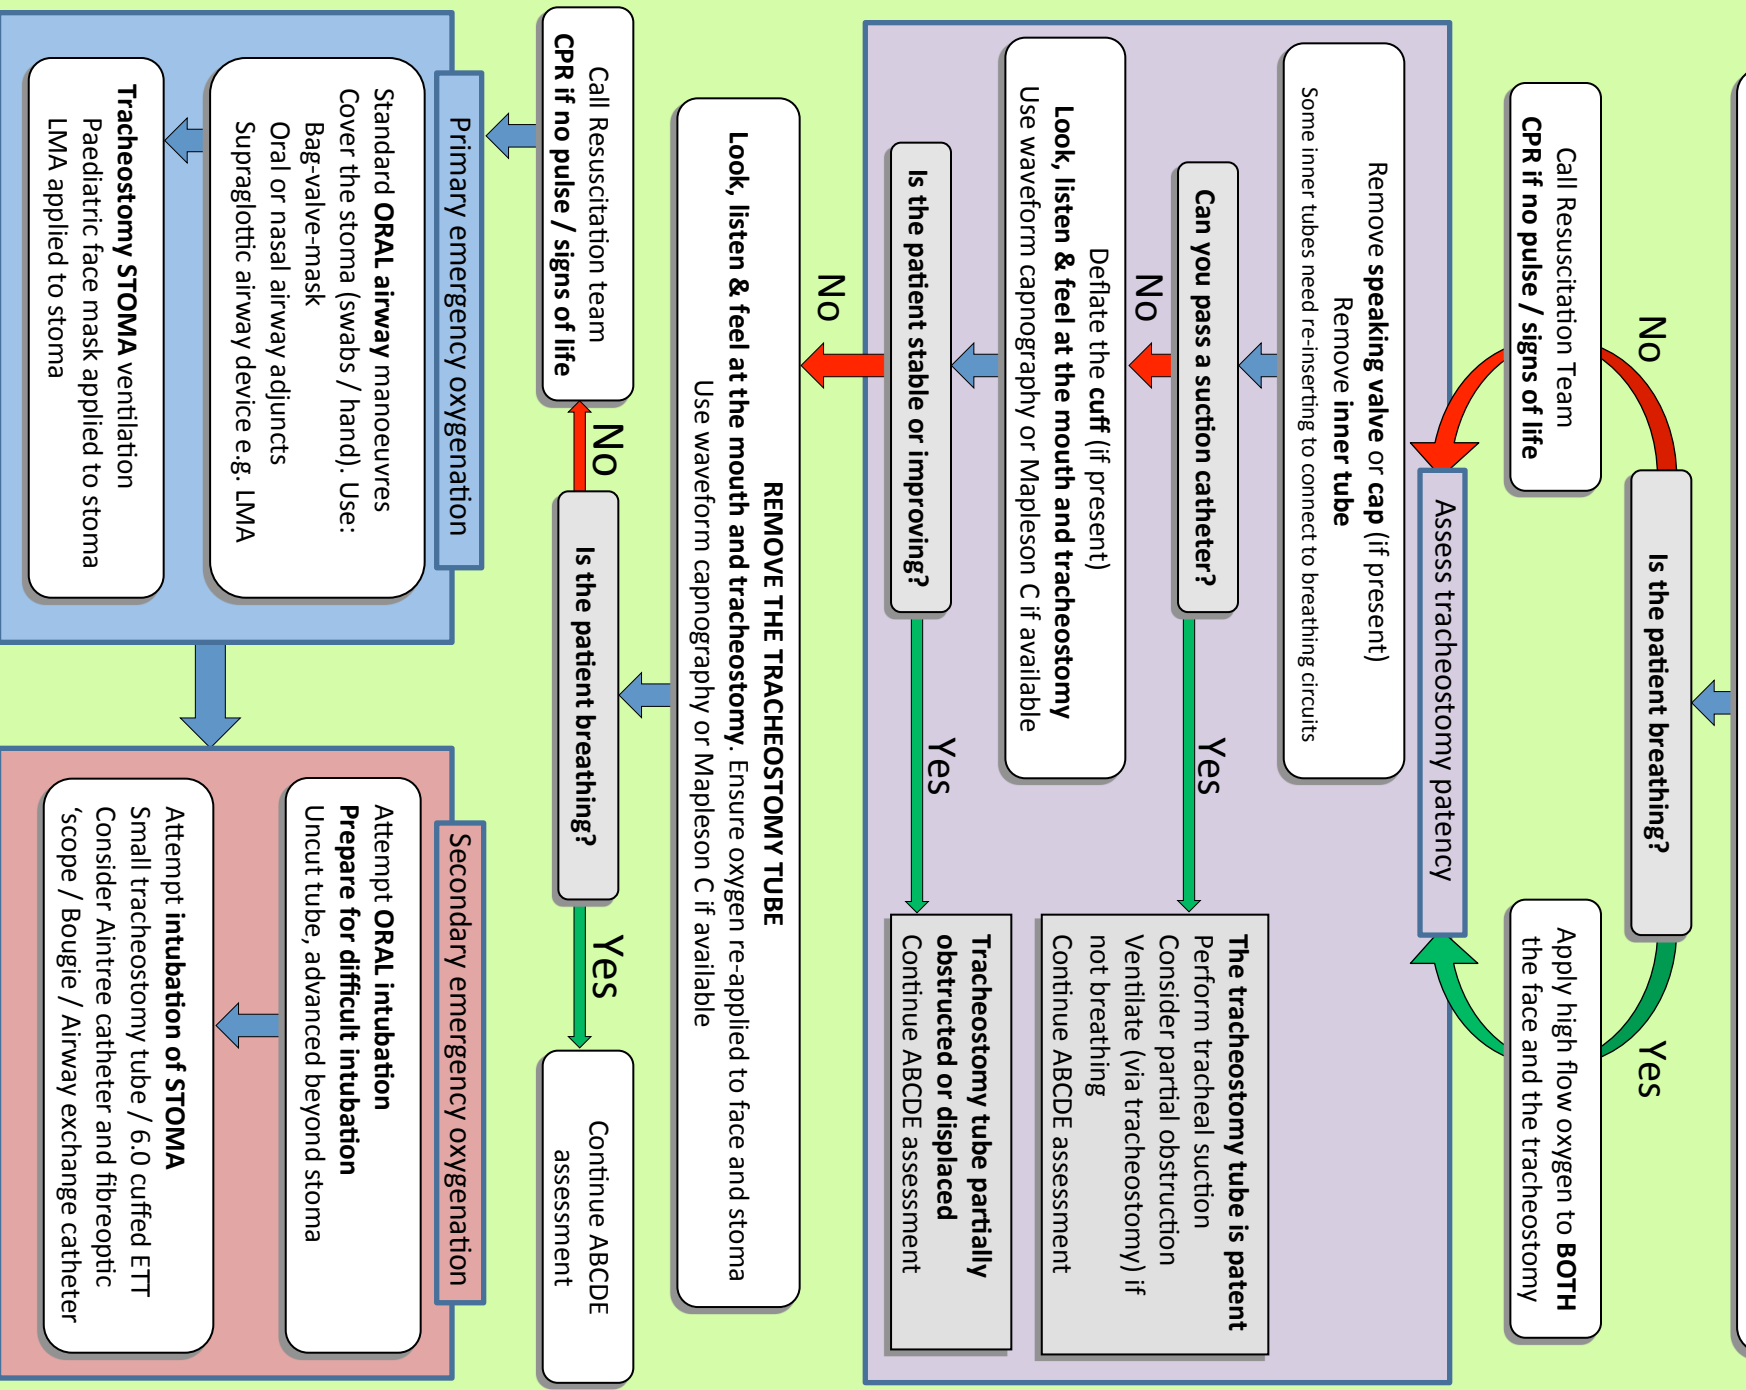 Is the patient breathing?
No
Yes
Call Resuscitation Team
CPR if no pulse / signs of life
Apply high flow oxygen to BOTH
the face and the tracheostomy
Assess tracheostomy patency
Remove speaking valve or cap (if present)
Remove inner tube
Some inner tubes need re-inserting to connect to breathing circuits
Can you pass a suction catheter?
Yes
The tracheostomy tube is patent
Perform tracheal suction
Consider partial obstruction
Ventilate (via tracheostomy) if
not breathing
Continue ABCDE assessment
No
Deflate the cuff (if present)
Look, listen & feel at the mouth and tracheostomy
Use waveform capnography or Mapleson C if available
Is the patient stable or improving?
Yes
Tracheostomy tube partially
obstructed or displaced
Continue ABCDE assessment
No
REMOVE THE TRACHEOSTOMY TUBE
Look, listen & feel at the mouth and tracheostomy. Ensure oxygen re-applied to face and stoma
Use waveform capnography or Mapleson C if available
Is the patient breathing?
No
Yes
Call Resuscitation team
CPR if no pulse / signs of life
Continue ABCDE
assessment
Primary emergency oxygenation
Standard ORAL airway manoeuvres
Cover the stoma (swabs / hand). Use:
Bag-valve-mask
Oral or nasal airway adjuncts
Supraglottic airway device e.g. LMA
Tracheostomy STOMA ventilation
Paediatric face mask applied to stoma
LMA applied to stoma
Secondary emergency oxygenation
Attempt ORAL intubation
Prepare for difficult intubation
Uncut tube, advanced beyond stoma
Attempt intubation of STOMA
Small tracheostomy tube / 6.0 cuffed ETT
Consider Aintree catheter and fibreoptic
‘scope / Bougie / Airway exchange catheter